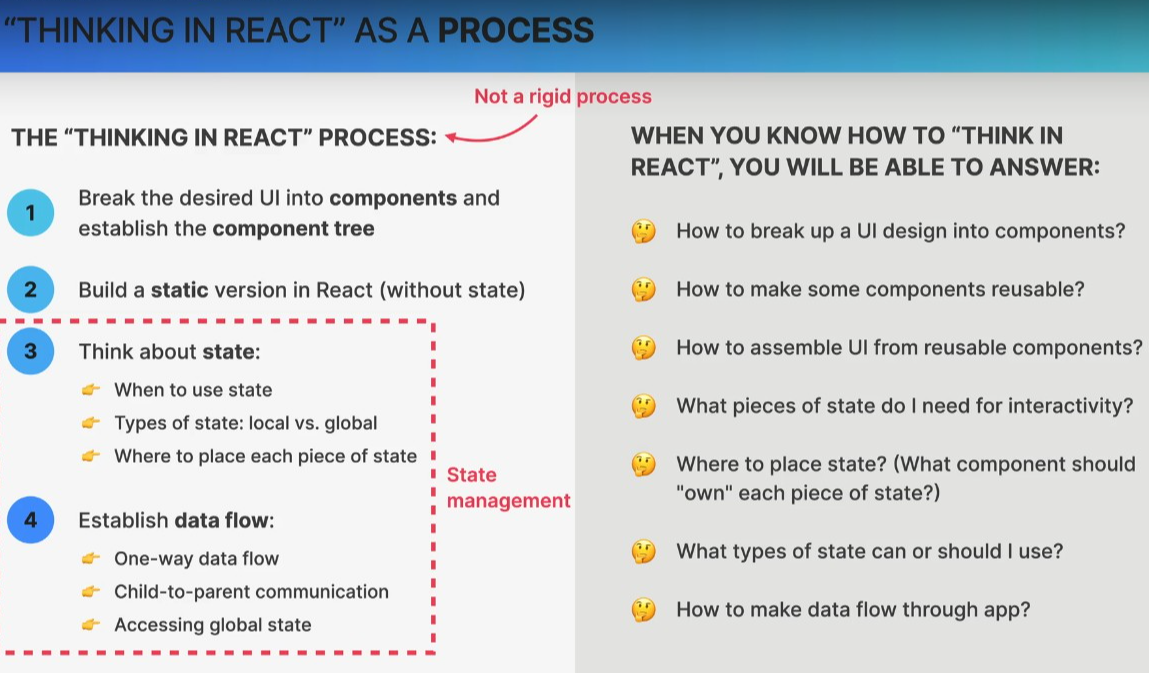 “THINKING IN REACT” AS A PROCESS
Not a rigid process
THE “THINKING IN REACT” PROCESS:
1
Break the desired UI into components and
establish the component tree
2
Build a static version in React (without state)
3
Think about state:
When to use state
Types of state: local vs. global
Where to place each piece of state
State
management
4
Establish data flow:
One-way data flow
Child-to-parent communication
Accessing global state
WHEN YOU KNOW HOW TO “THINK IN
REACT”, YOU WILL BE ABLE TO ANSWER:
How to break up a UI design into components?
How to make some components reusable?
How to assemble UI from reusable components?
What pieces of state do I need for interactivity?
Where to place state? (What component should
"own" each piece of state?)
What types of state can or should I use?
How to make data flow through app?